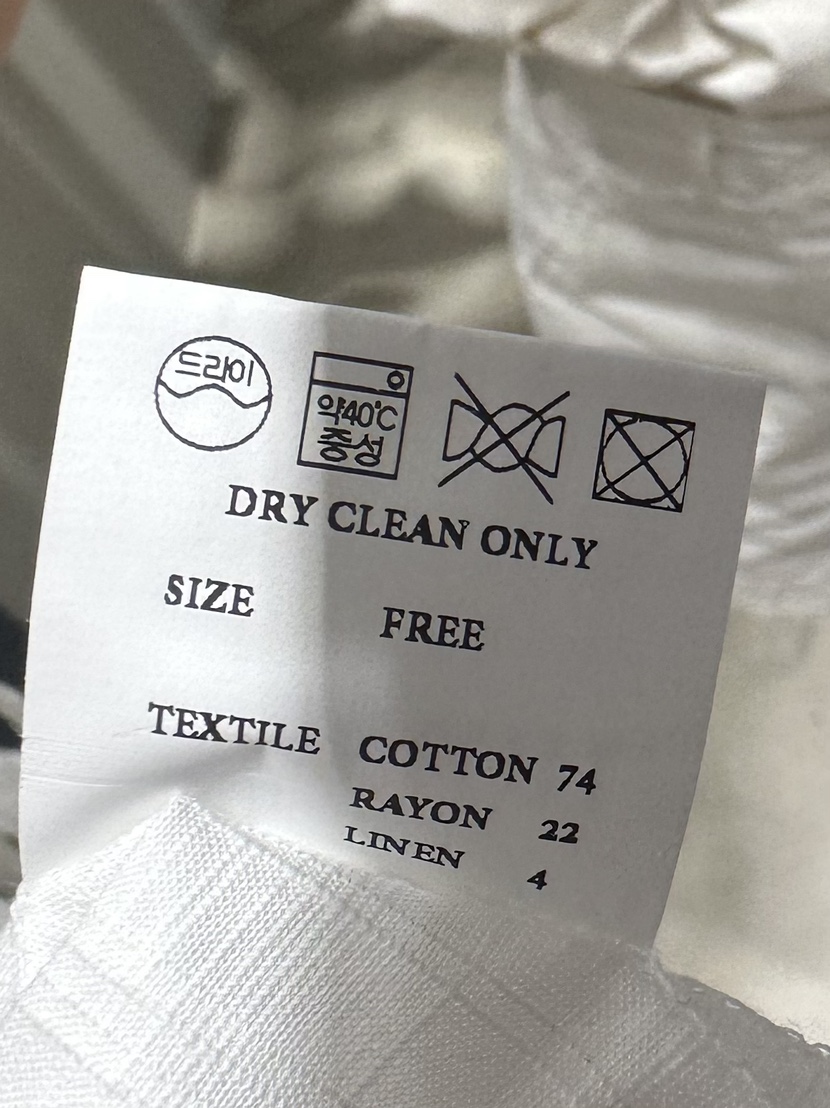 드라이
약40℃
중성
DRY CLEAN ONLY
SIZE FREE
TEXTILE COTTON 74
RAYON 22
LINEN 4